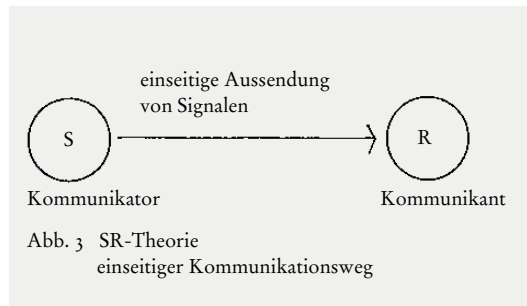 einseitige Aussendung
von Signalen
S
R
Kommunikator
Kommunikant
Abb. 3 SR-Theorie
einseitiger Kommunikationsweg